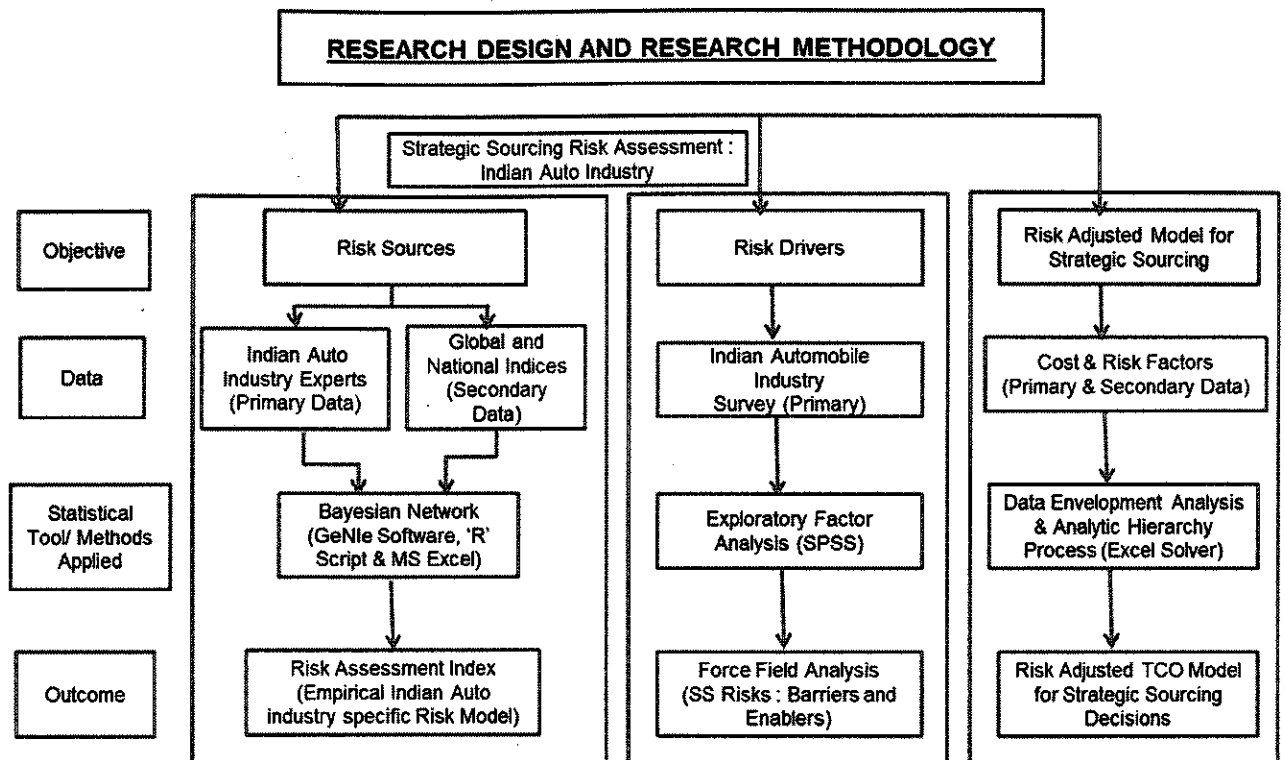 RESEARCH DESIGN AND RESEARCH METHODOLOGY
Strategic Sourcing Risk Assessment :
Indian Auto Industry
Objective
Risk Sources
Risk Drivers
Risk Adjusted Model for
Strategic Sourcing
Data
Indian Auto
Industry Experts
(Primary Data)
Global and
National Indices
(Secondary
Data)
Indian Automobile
Industry
Survey (Primary)
Cost & Risk Factors
(Primary & Secondary Data)
Statistical
Tool/ Methods
Applied
Bayesian Network
(GeNIe Software, 'R'
Script & MS Excel)
Exploratory Factor
Analysis (SPSS)
Data Envelopment Analysis
& Analytic Hierarchy
Process (Excel Solver)
Outcome
Risk Assessment Index
(Empirical Indian Auto
industry specific Risk Model)
Force Field Analysis
(SS Risks : Barriers and
Enablers)
Risk Adjusted TCO Model
for Strategic Sourcing
Decisions